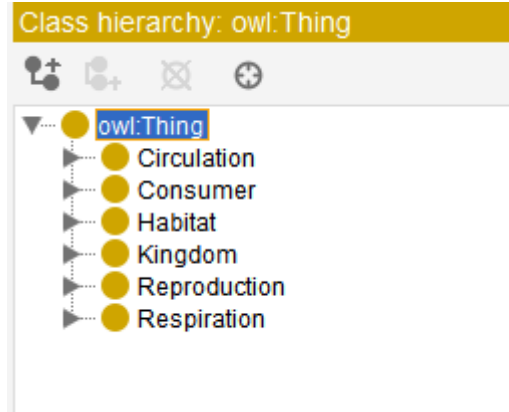 Class hierarchy: owl:Thing
owl:Thing
Circulation
Consumer
Habitat
Kingdom
Reproduction
Respiration